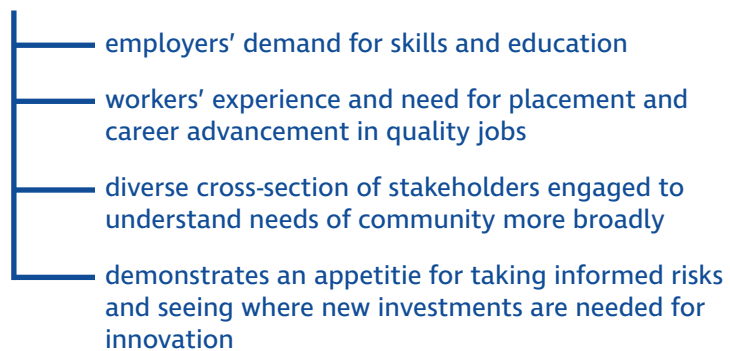 employers’ demand for skills and education
workers’ experience and need for placement and
career advancement in quality jobs
diverse cross-section of stakeholders engaged to
understand needs of community more broadly
demonstrates an appetitie for taking informed risks
and seeing where new investments are needed for
innovation